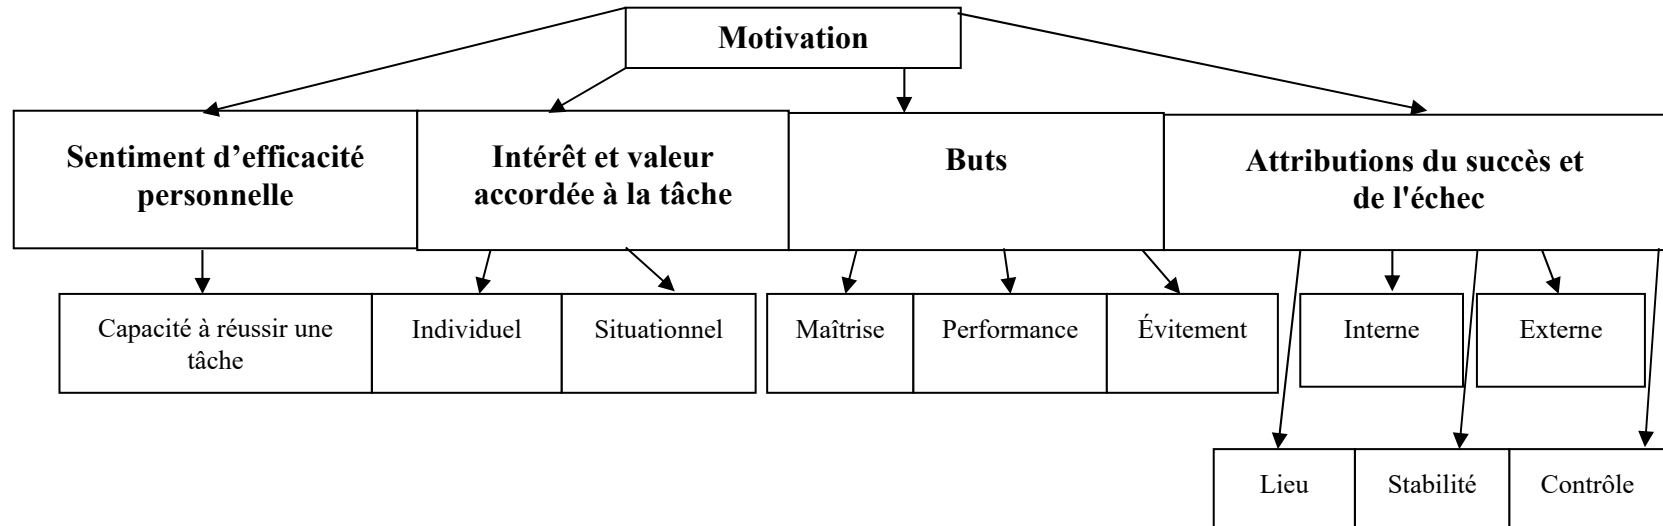 Motivation
Sentiment d’efficacité
personnelle
Intérêt et valeur
accordée à la tâche
Buts
Attributions du succès et
de l'échec
Capacité à réussir une
tâche
Individuel
Situationnel
Maîtrise
Performance
Évitement
Interne
Externe
Lieu
Stabilité
Contrôle